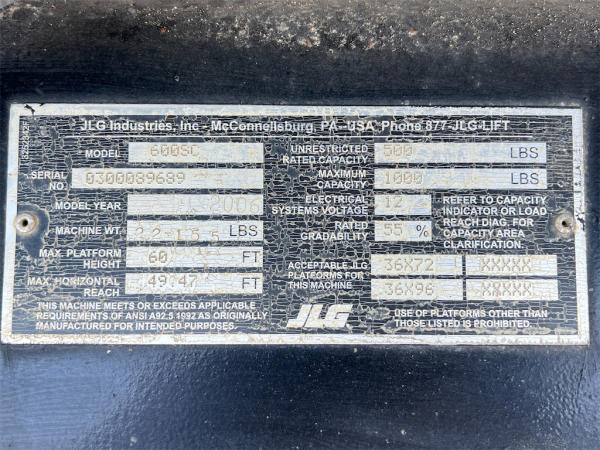 JLG Industries, Inc - McConnellsburg, PA - USA Phone 877-JLG-LIFT
MODEL 600SC
SERIAL NO. 0300089689
MODEL YEAR 2006
MACHINE WT. LBS
MAX. PLATFORM HEIGHT 60 FT
MAX HORIZONTAL REACH 49.47 FT
THIS MACHINE MEETS OR EXCEEDS APPLICABLE
REQUIREMENTS OF ANSI A92.5 1992 AS ORIGINALLY
MANUFACTURED FOR INTENDED PURPOSES.
UNRESTRICTED RATED CAPACITY 500 LBS
MAXIMUM CAPACITY 1000 LBS
ELECTRICAL SYSTEMS VOLTAGE 12
RATED GRADABILITY 55 %
REFER TO CAPACITY
INDICATOR OR LOAD
REACH DIAG. FOR
CAPACITY AREA
CLARIFICATION.
ACCEPTABLE JLG
PLATFORMS FOR
THIS MACHINE
36X72 XXXXX
36X96 XXXXX
JLG
USE OF PLATFORMS OTHER THAN
THOSE LISTED IS PROHIBITED.